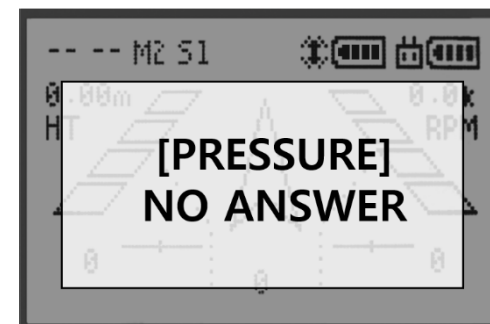 -- -- M2 S1
0.00m 0.0k
HT RPM
[PRESSURE]
NO ANSWER
0 0
0